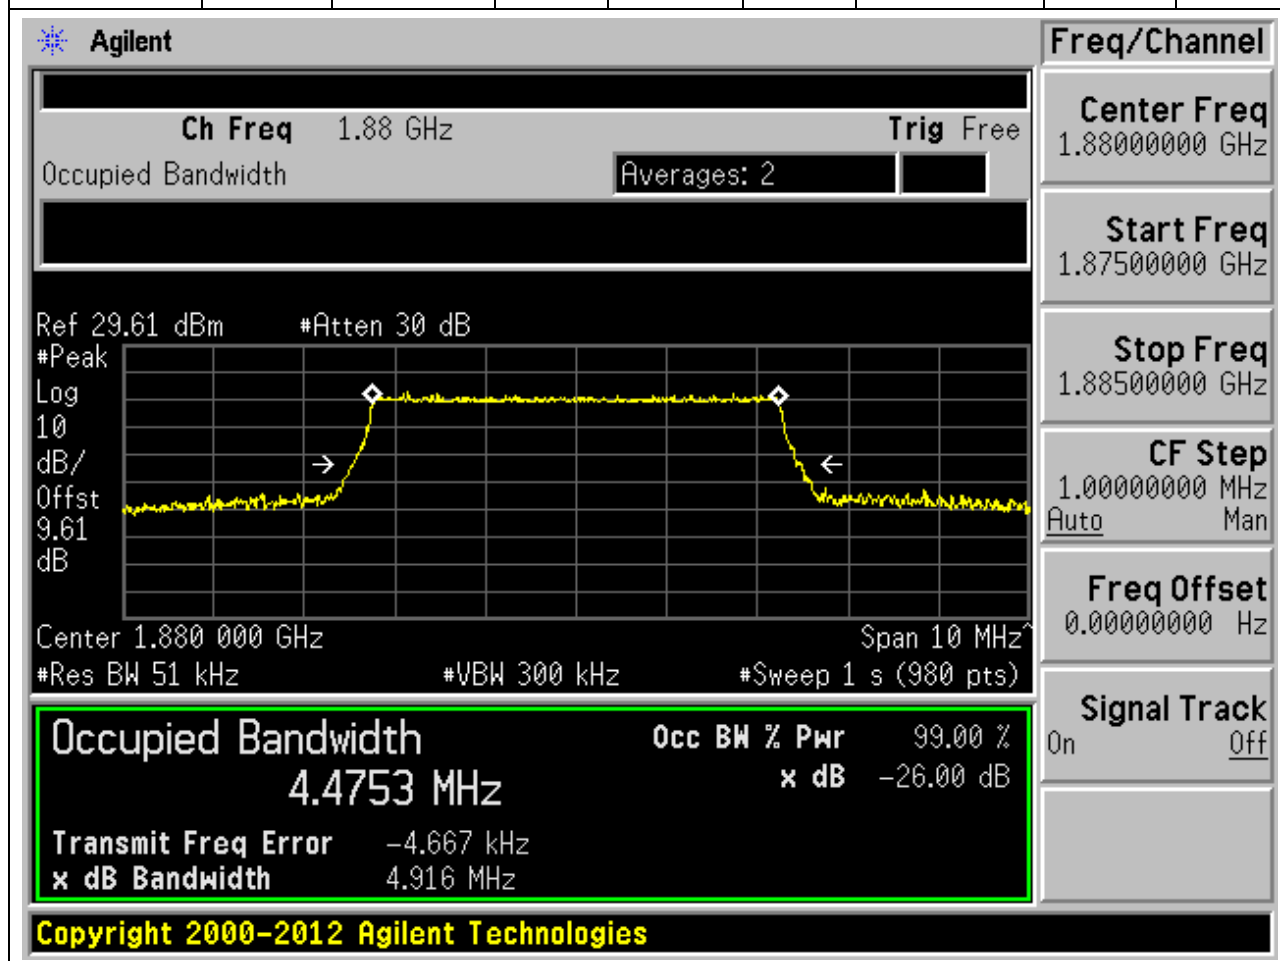 Agilent
Freq/Channel
Ch Freq 1.88 GHz Trig Free
Occupied Bandwidth Averages: 2
Center Freq
1.88000000 GHz
Start Freq
1.87500000 GHz
Stop Freq
1.88500000 GHz
CF Step
1.00000000 MHz
Auto Man
Freq Offset
0.00000000 Hz
Signal Track
On Off
Ref 29.61 dBm #Atten 30 dB
#Peak
Log
10
dB/
Offst
9.61
dB
Center 1.880 000 GHz Span 10 MHz^
#Res BW 51 kHz #VBW 300 kHz #Sweep 1 s (980 pts)
Occupied Bandwidth Occ BW % Pwr 99.00 %
4.4753 MHz x dB -26.00 dB
Transmit Freq Error -4.667 kHz
x dB Bandwidth 4.916 MHz
Copyright 2000-2012 Agilent Technologies